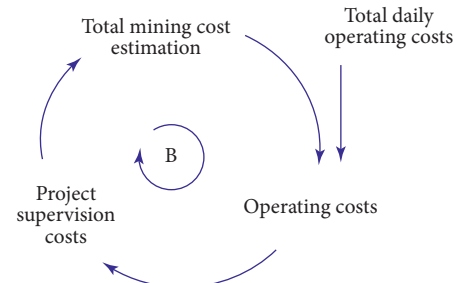 Total mining cost
estimation
Total daily
operating costs
B
Project
supervision
costs
Operating costs